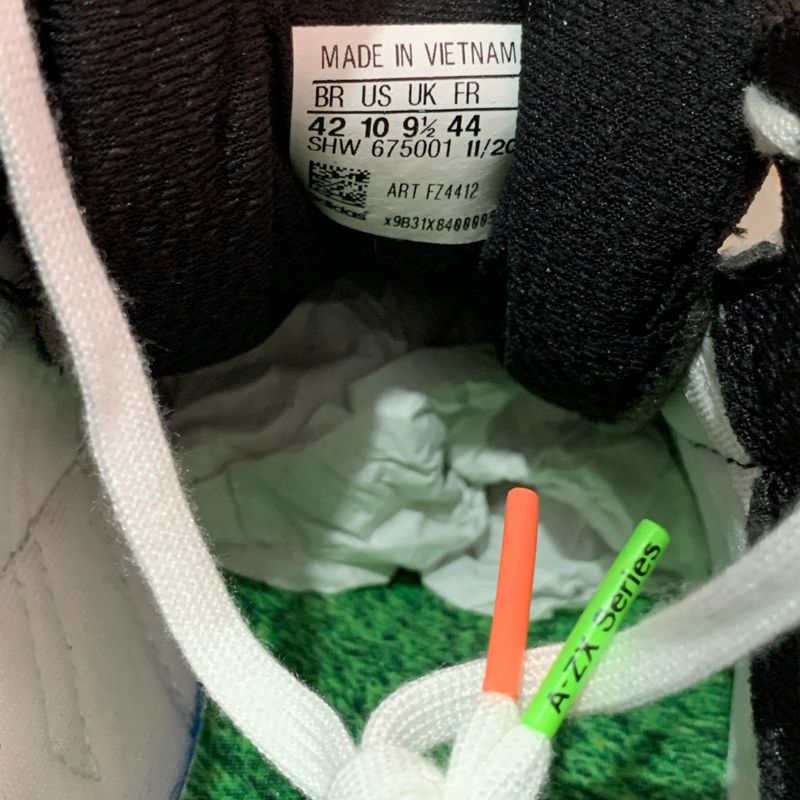 MADE IN VIETNAM
BR US UK FR
42 10 9½ 44
SHW 675001 11/20
ART FZ4412
adidas
A-ZX Series